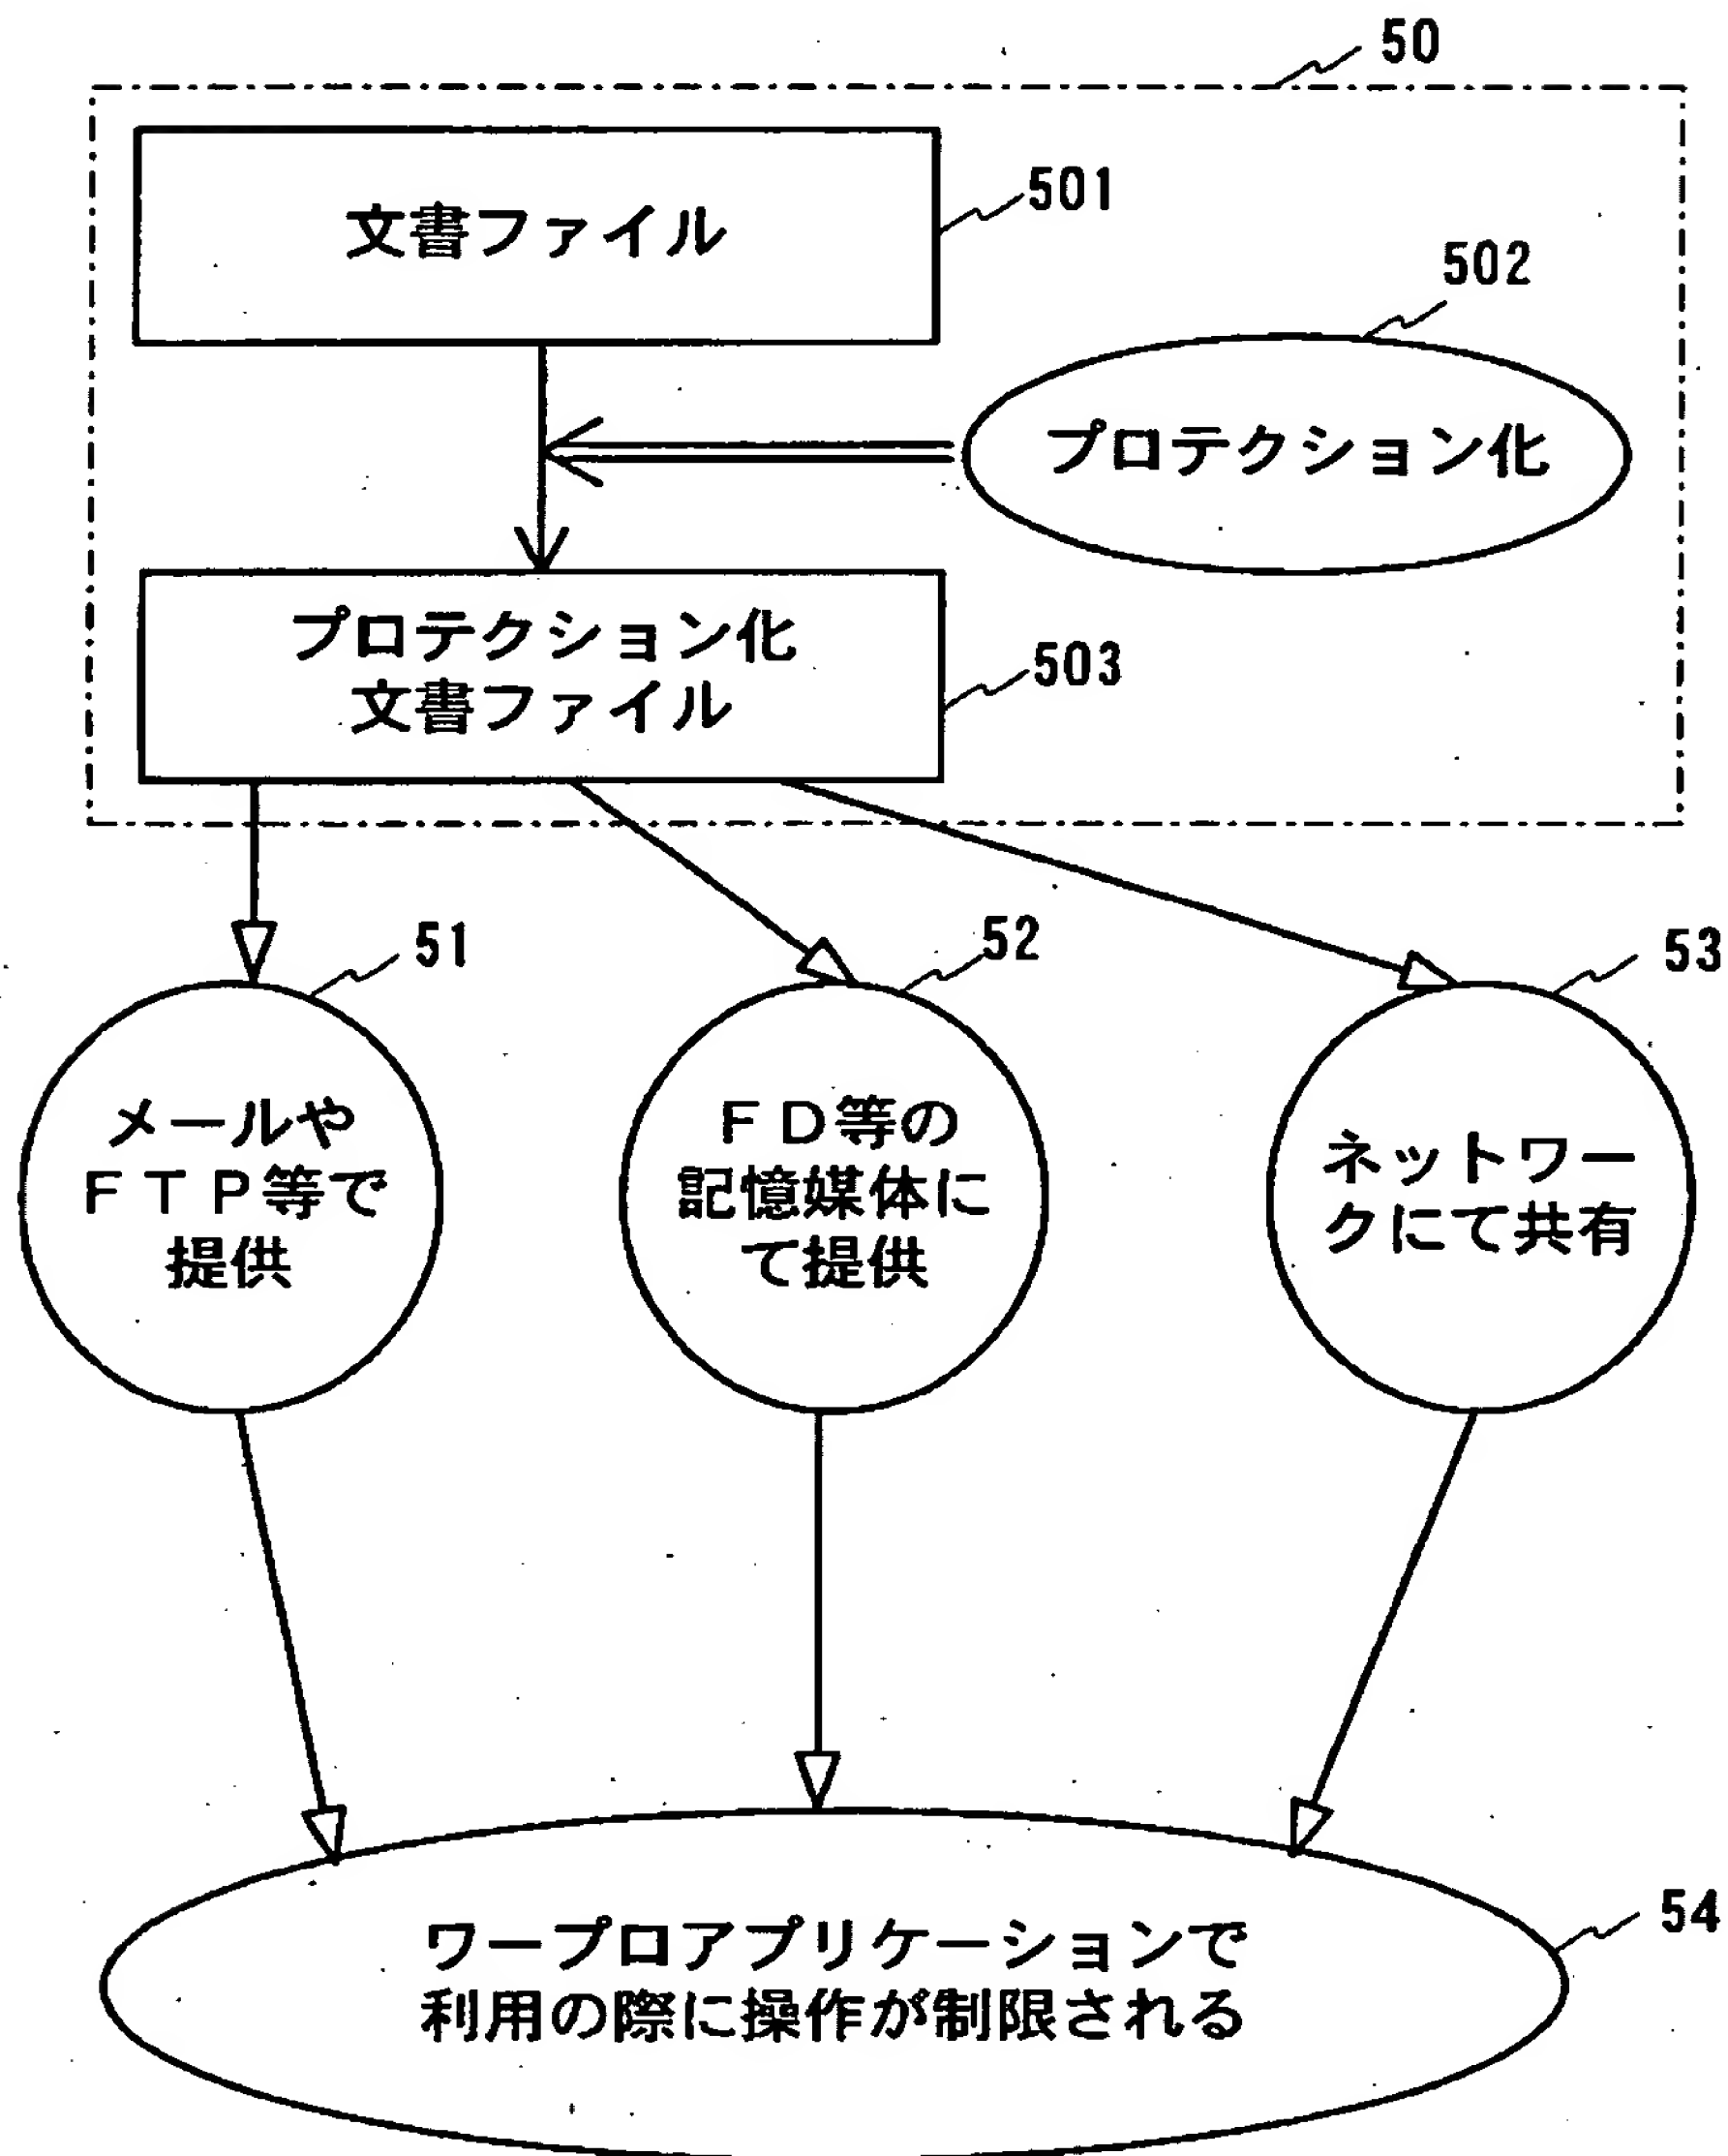 50
文書ファイル
501
502
プロテクション化
プロテクション化
文書ファイル
503
51
52
53
メールや
ＦＴＰ等で
提供
ＦＤ等の
記憶媒体に
て提供
ネットワー
クにて共有
54
ワープロアプリケーションで
利用の際に操作が制限される